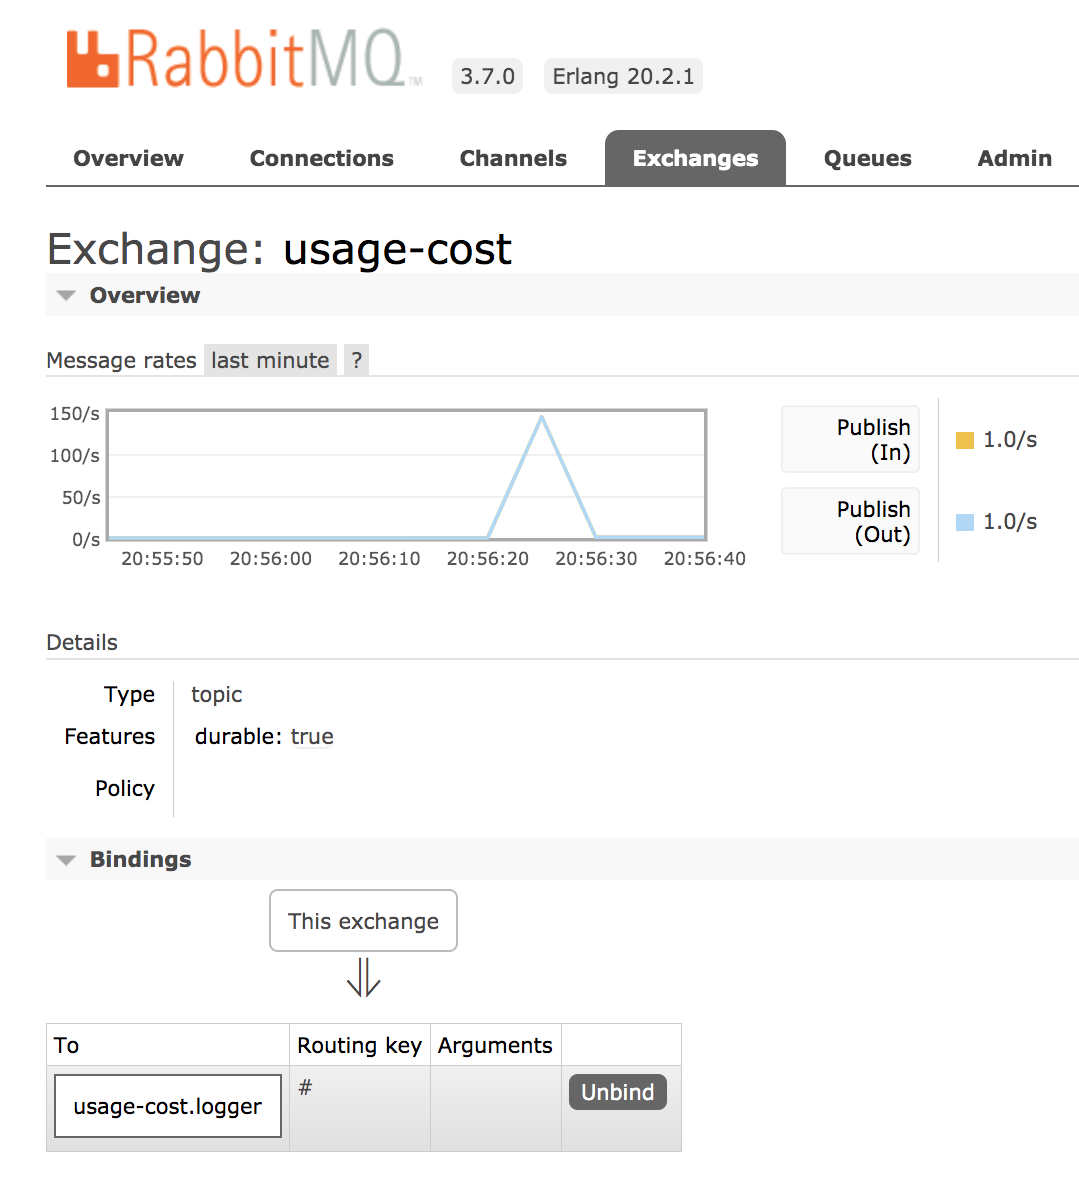 RabbitMQ TM 3.7.0 Erlang 20.2.1
Overview Connections Channels Exchanges Queues Admin
Exchange: usage-cost
Overview
Message rates last minute ?
150/s
100/s
50/s
0/s
20:55:50 20:56:00 20:56:10 20:56:20 20:56:30 20:56:40
Publish
(In)
1.0/s
Publish
(Out)
1.0/s
Details
Type topic
Features durable: true
Policy
Bindings
This exchange
⇓
To Routing key Arguments
usage-cost.logger # Unbind